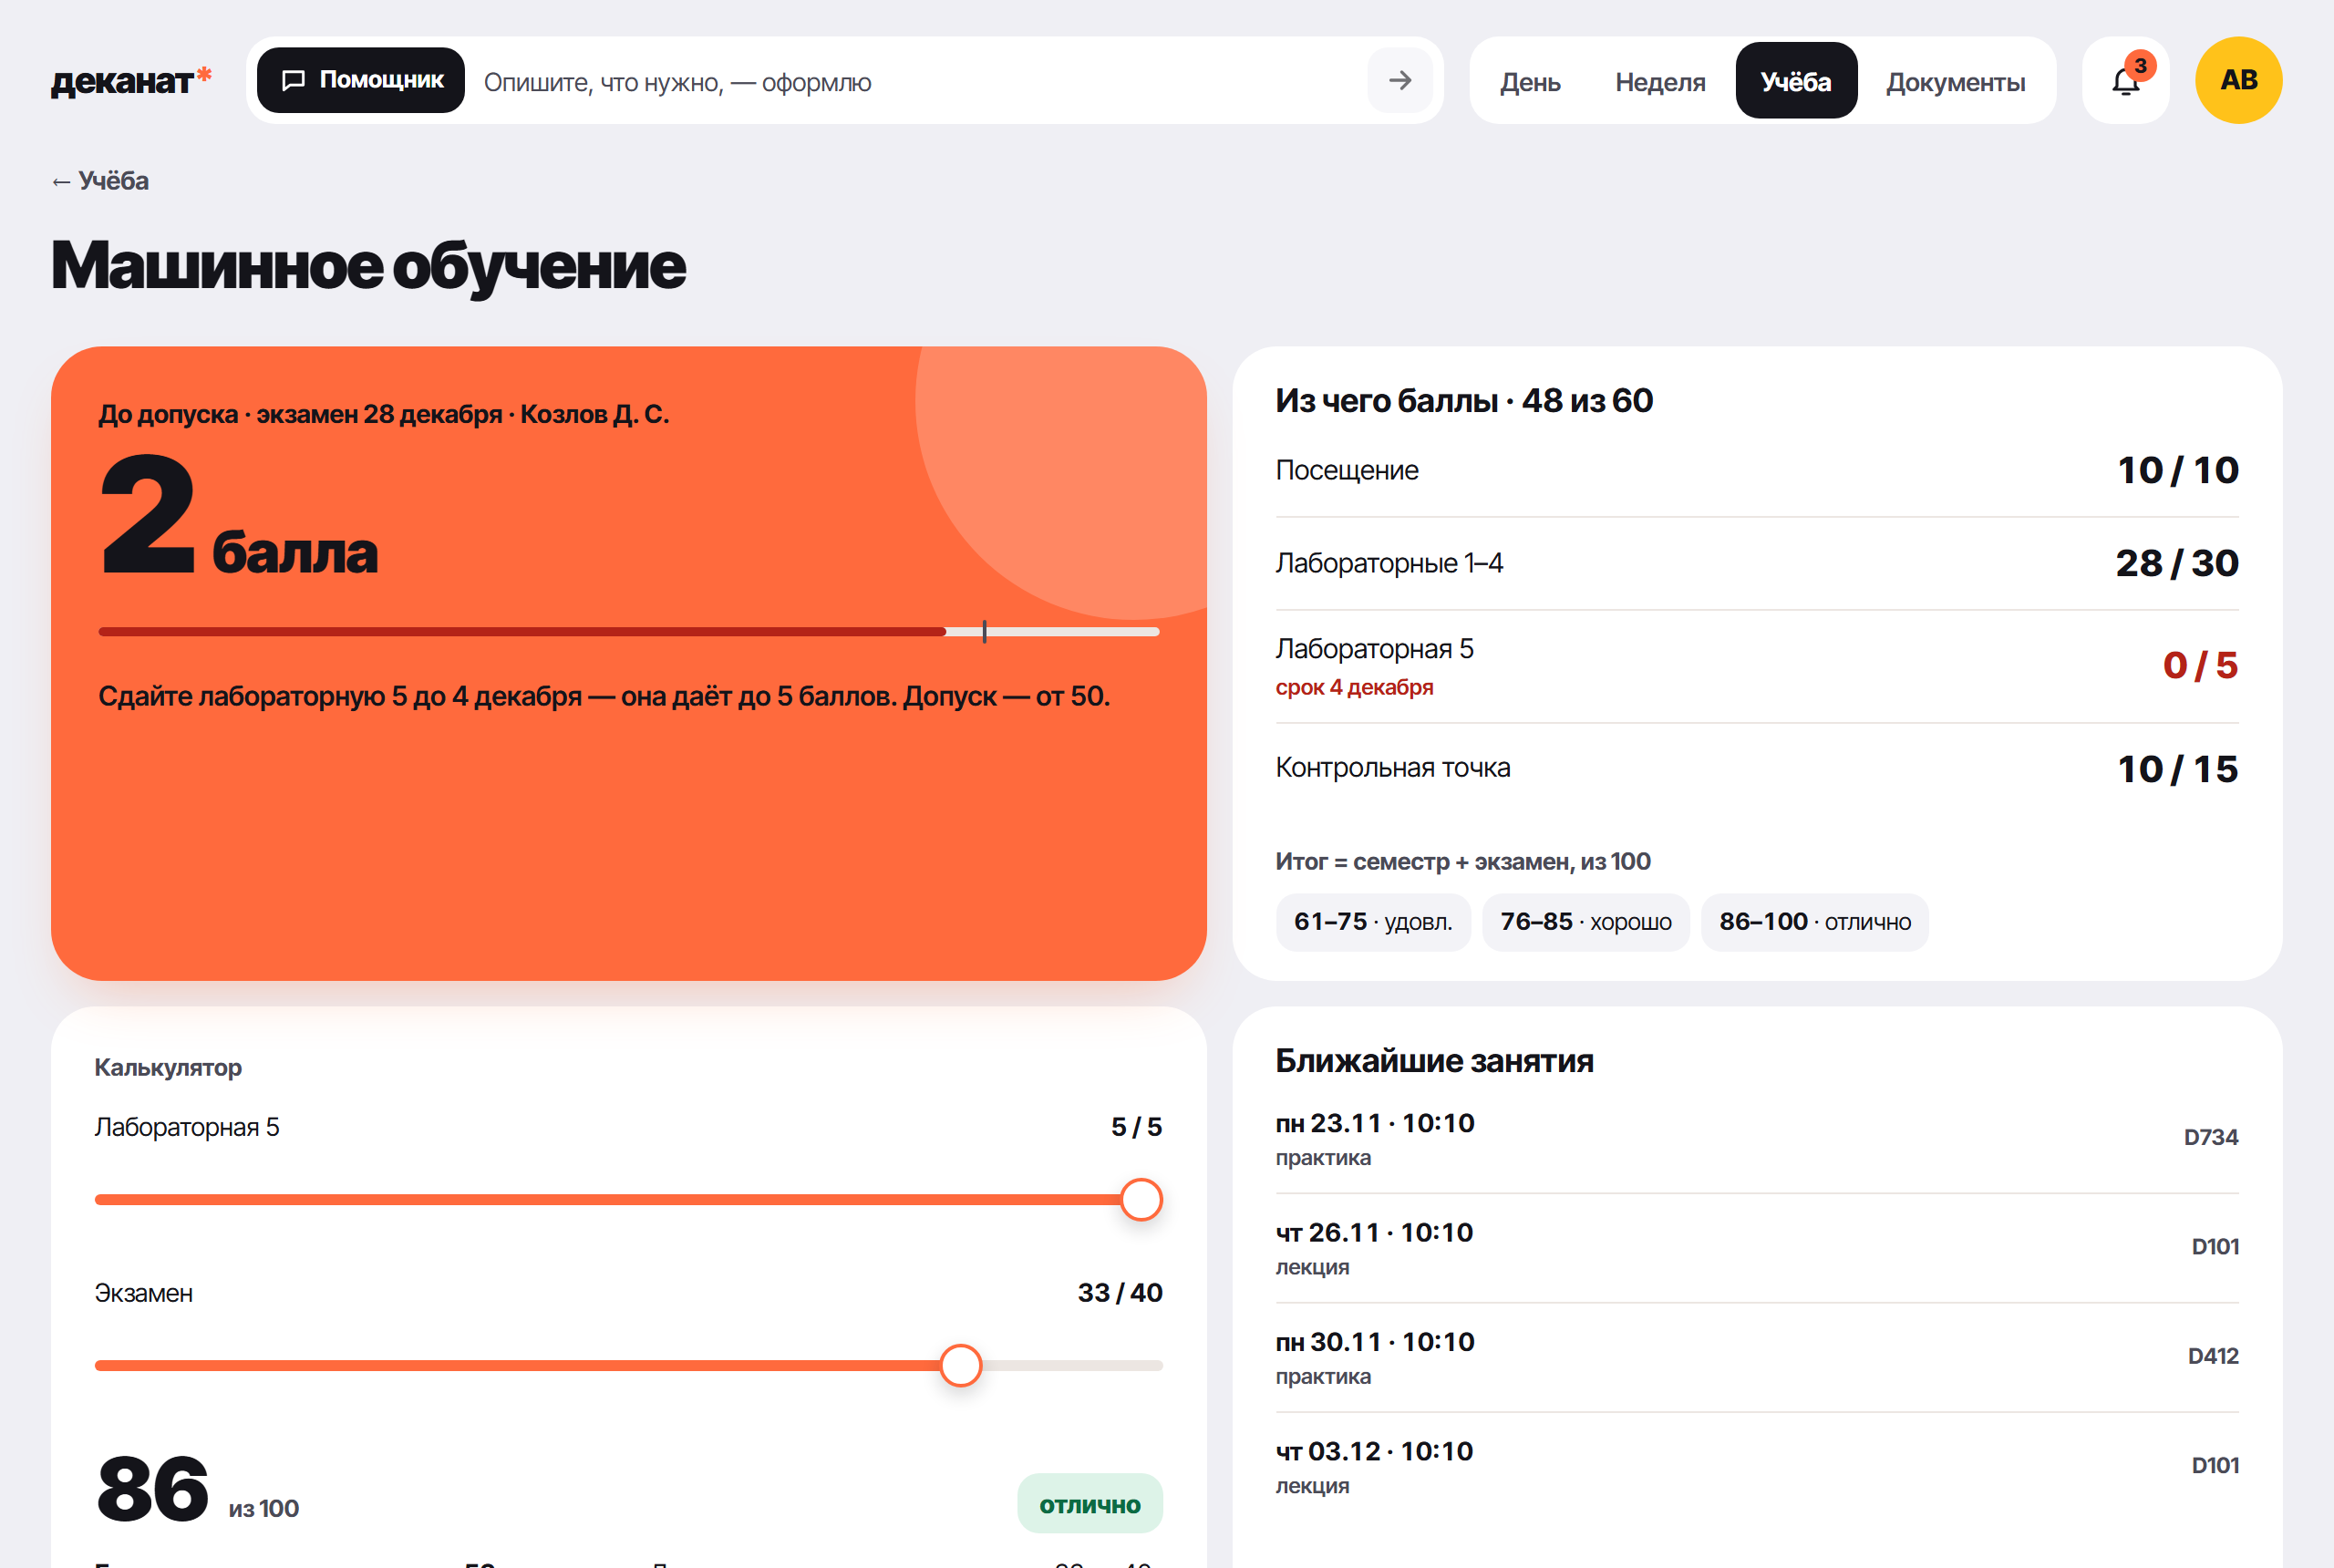 деканат*
Помощник
Опишите, что нужно, — оформлю
День
Неделя
Учёба
Документы
3
АВ
← Учёба
Машинное обучение
До допуска · экзамен 28 декабря · Козлов Д. С.
2 балла
Сдайте лабораторную 5 до 4 декабря — она даёт до 5 баллов. Допуск — от 50.
Из чего баллы · 48 из 60
Посещение
10 / 10
Лабораторные 1–4
28 / 30
Лабораторная 5
срок 4 декабря
0 / 5
Контрольная точка
10 / 15
Итог = семестр + экзамен, из 100
61–75 · удовл.
76–85 · хорошо
86–100 · отлично
Калькулятор
Лабораторная 5
5 / 5
Экзамен
33 / 40
86 из 100
отлично
Ближайшие занятия
пн 23.11 · 10:10
практика
D734
чт 26.11 · 10:10
лекция
D101
пн 30.11 · 10:10
практика
D412
чт 03.12 · 10:10
лекция
D101